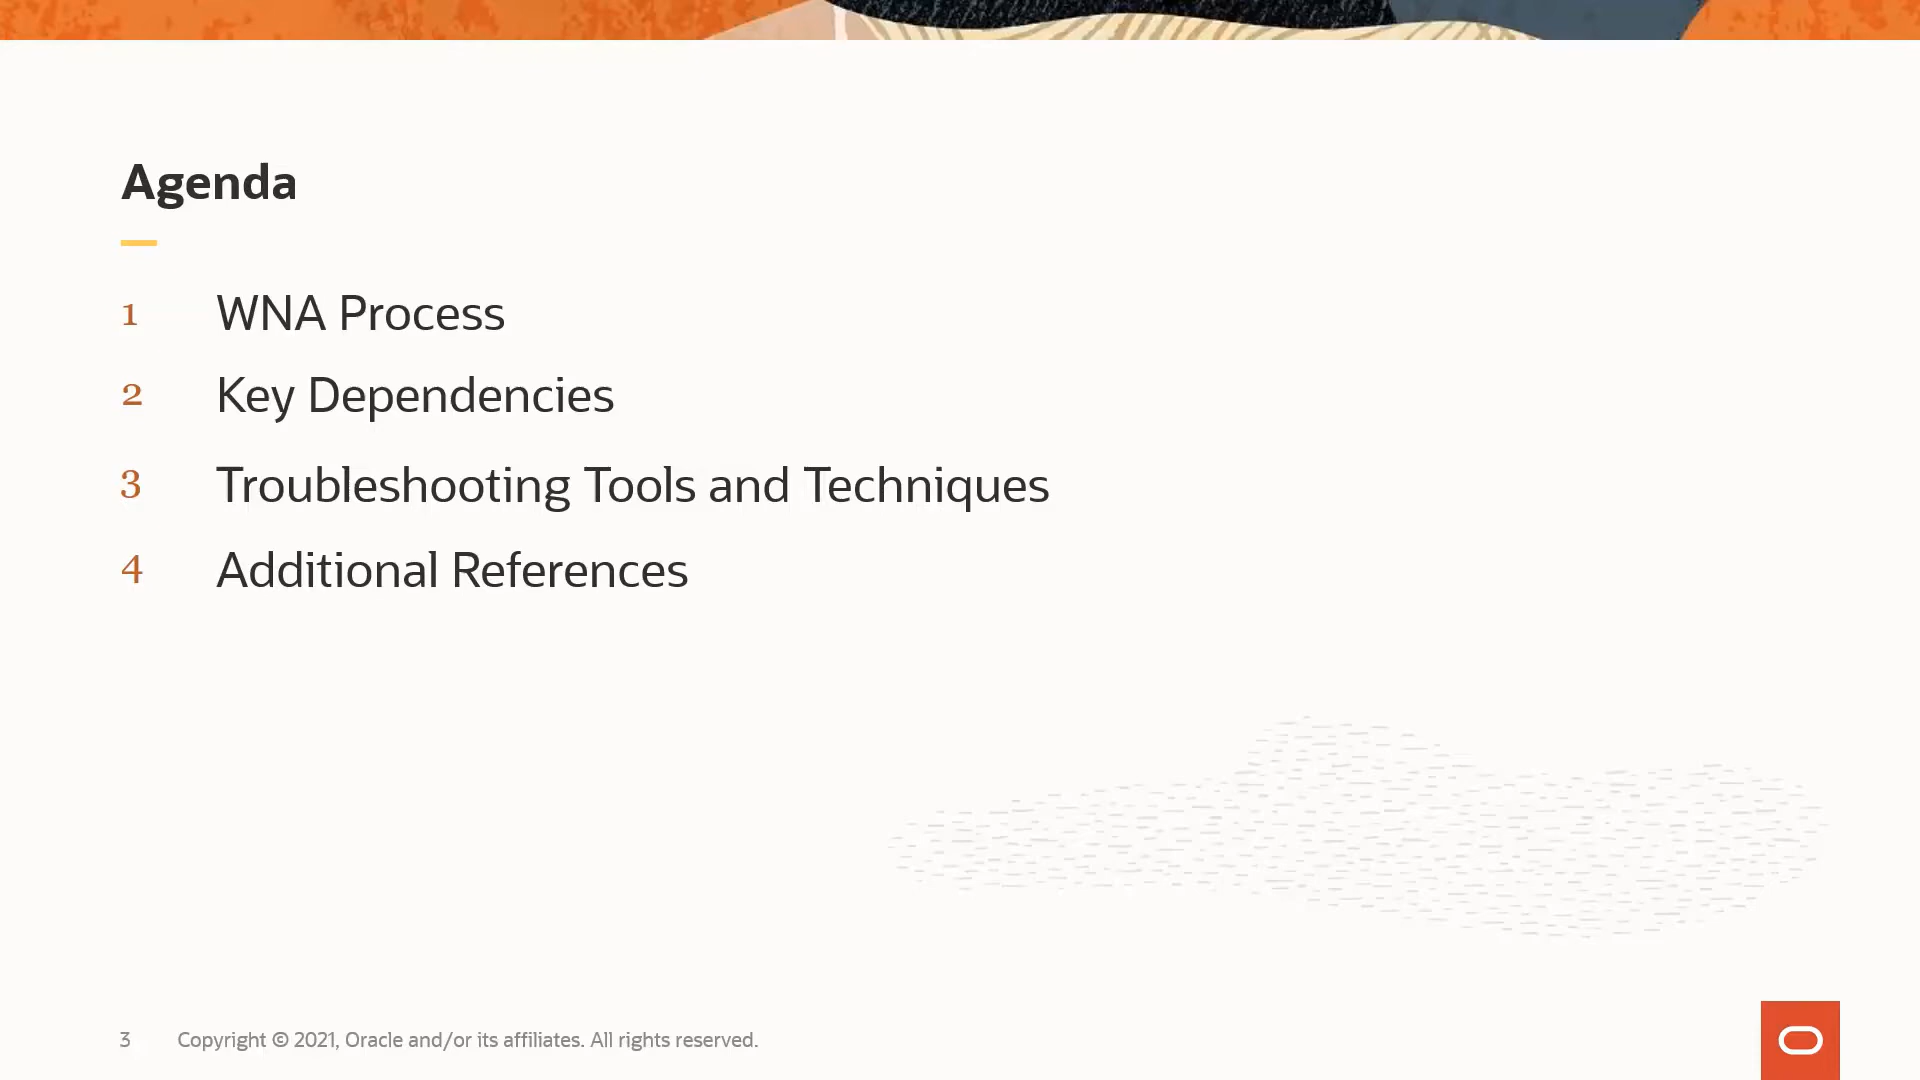 Agenda
1 WNA Process
2 Key Dependencies
3 Troubleshooting Tools and Techniques
4 Additional References
3 Copyright © 2021, Oracle and/or its affiliates. All rights reserved.